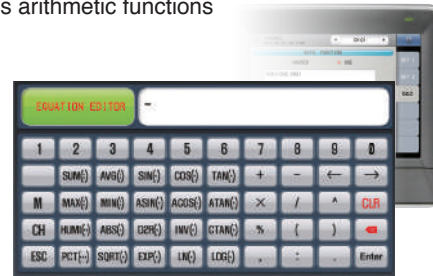 s arithmetic functions
EQUATION EDITOR
1 2 3 4 5 6 7 8 9 0
SUM(;) AVG(;) SIN(;) COS(;) TAN(;) + - ← →
M MAX(;) MIN(;) ASIN(;) ACOS(;) ATAN(;) × / ^ CLR
CH HUMI(-) ABS(;) D2R(;) INV(;) CTAN(;) % ( )
ESC PCT(--) SQRT(;) EXP(;) LN(;) LOG(;) , : . Enter